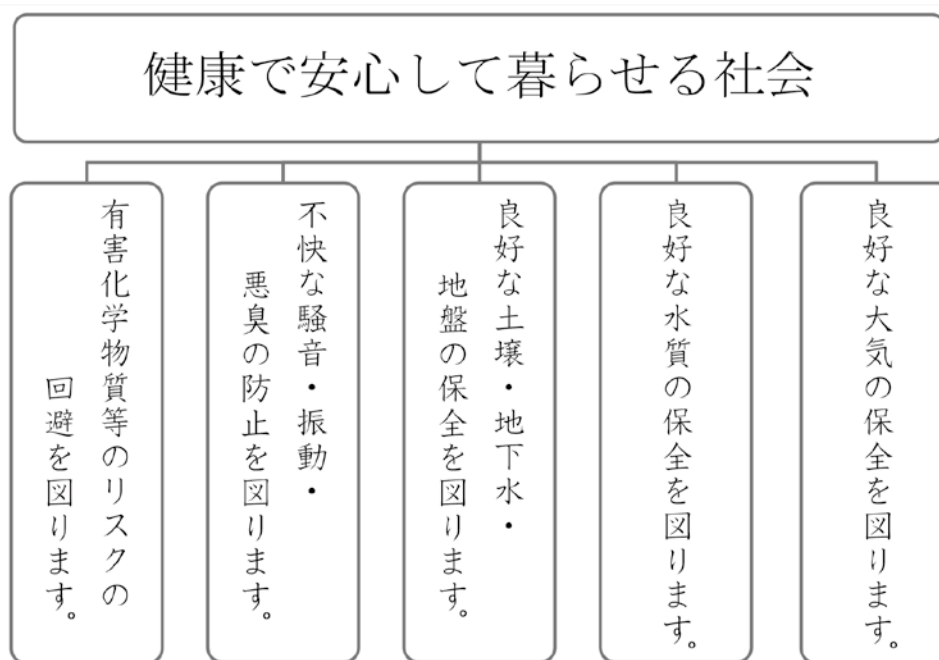 健康で安心して暮らせる社会
良好な大気の保全を図ります。
良好な水質の保全を図ります。
良好な土壌・地下水・
地盤の保全を図ります。
不快な騒音・振動・
悪臭の防止を図ります。
有害化学物質等のリスクの
回避を図ります。